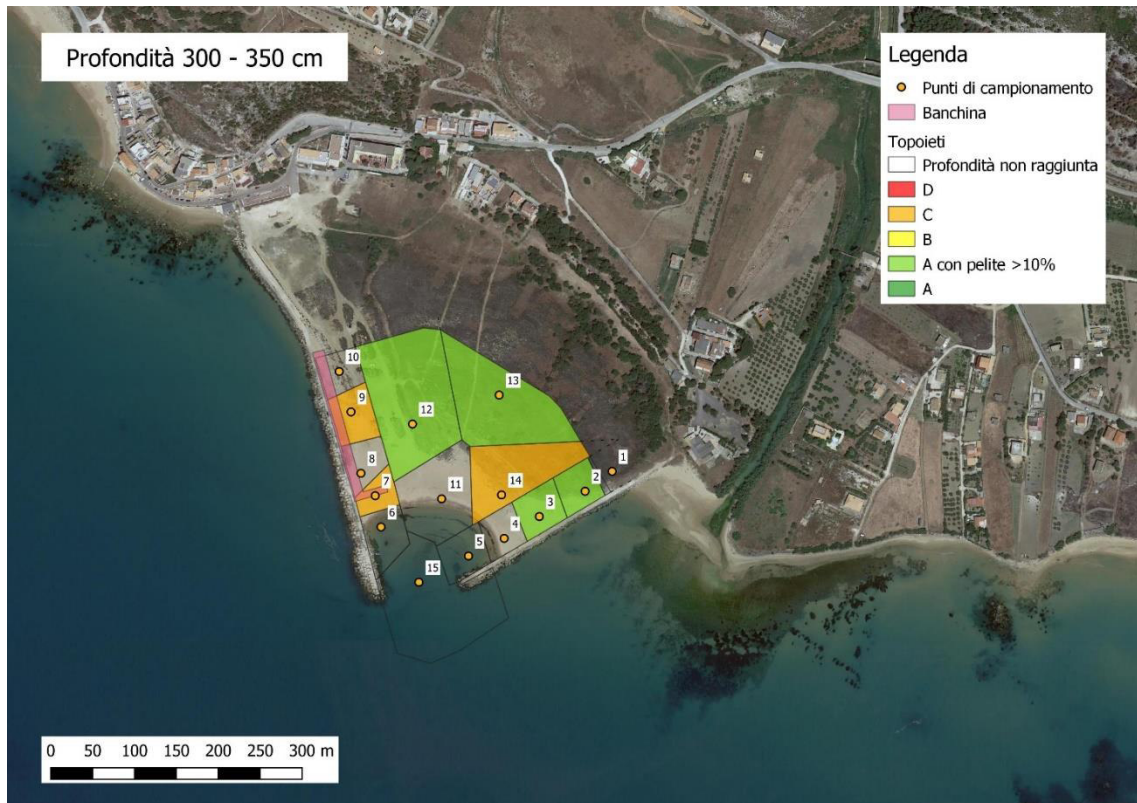 Profondità 300 - 350 cm
Legenda
Punti di campionamento
Banchina
Topoieti
Profondità non raggiunta
D
C
B
A con pelite >10%
A
10
13
9
12
1
8
2
7
14
11
3
6
4
5
15
0 50 100 150 200 250 300 m